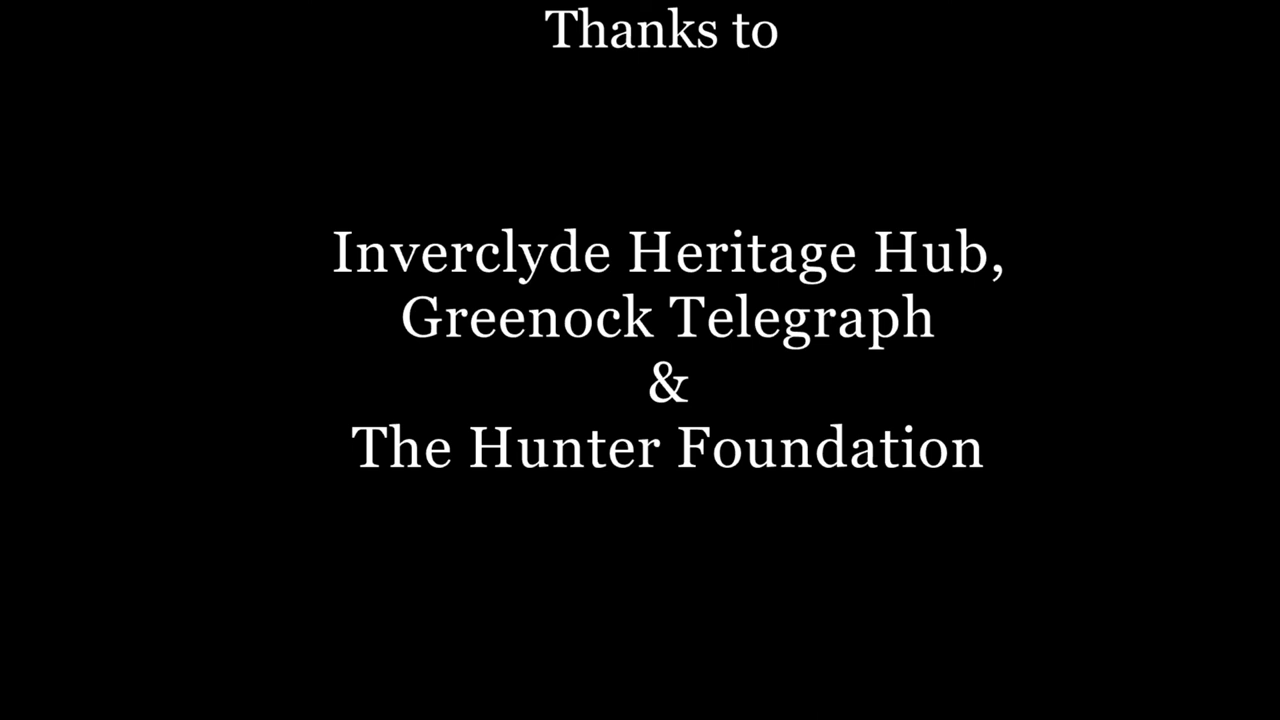 Thanks to
Inverclyde Heritage Hub,
Greenock Telegraph
&
The Hunter Foundation